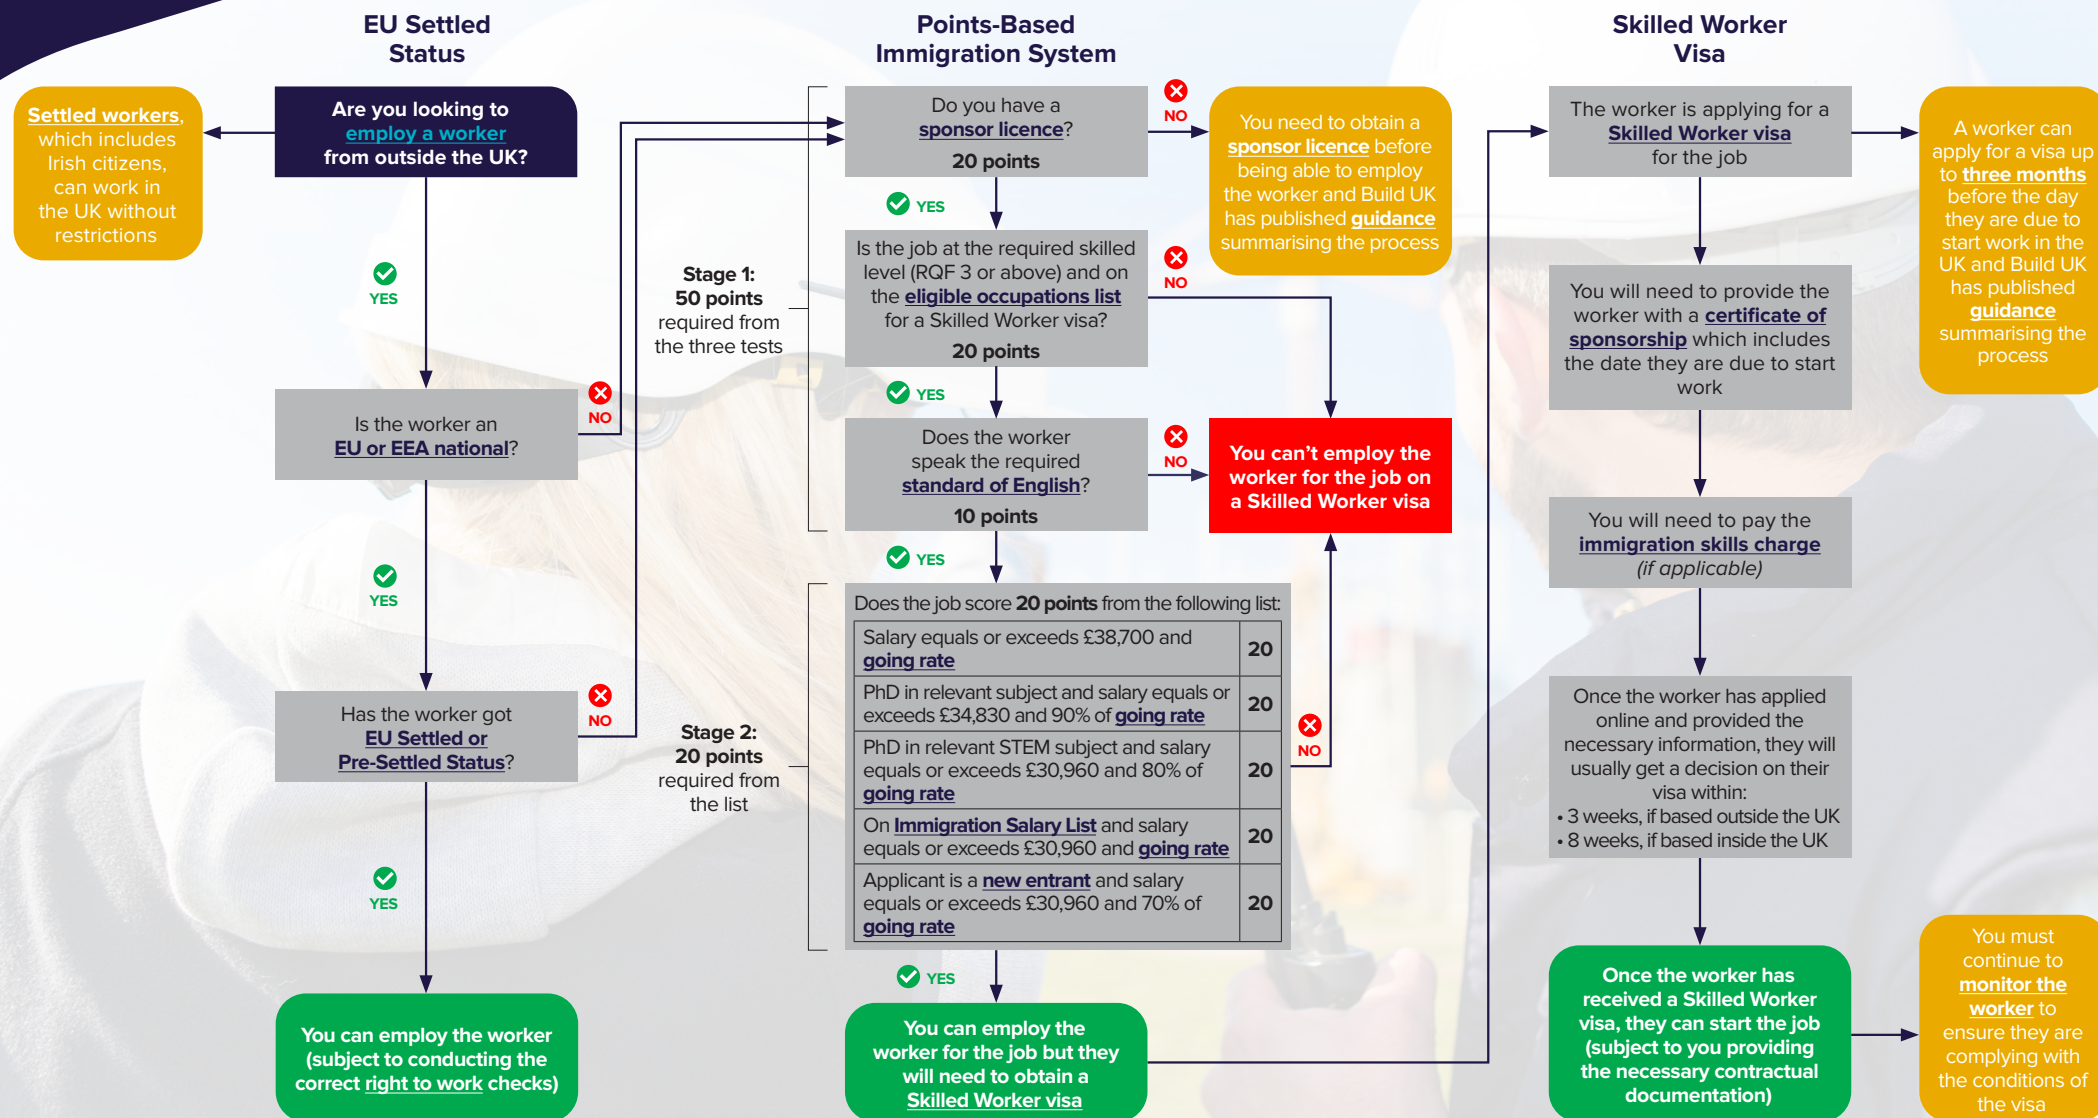 EU Settled
Status
Settled workers,
which includes
Irish citizens,
can work in
the UK without
restrictions
Are you looking to
employ a worker
from outside the UK?
YES
Is the worker an
EU or EEA national?
NO
YES
Has the worker got
EU Settled or
Pre-Settled Status?
NO
YES
You can employ the worker
(subject to conducting the
correct right to work checks)
Points-Based
Immigration System
Stage 1:
50 points
required from
the three tests
Do you have a
sponsor licence?
20 points
NO
You need to obtain a
sponsor licence before
being able to employ
the worker and Build UK
has published guidance
summarising the process
YES
Is the job at the required skilled
level (RQF 3 or above) and on
the eligible occupations list
for a Skilled Worker visa?
20 points
NO
YES
Does the worker
speak the required
standard of English?
10 points
NO
You can't employ the
worker for the job on
a Skilled Worker visa
YES
Stage 2:
20 points
required from
the list
Does the job score 20 points from the following list:
Salary equals or exceeds £38,700 and
going rate
20
PhD in relevant subject and salary equals or
exceeds £34,830 and 90% of going rate
20
PhD in relevant STEM subject and salary
equals or exceeds £30,960 and 80% of
going rate
20
On Immigration Salary List and salary
equals or exceeds £30,960 and going rate
20
Applicant is a new entrant and salary
equals or exceeds £30,960 and 70% of
going rate
20
NO
YES
You can employ the
worker for the job but they
will need to obtain a
Skilled Worker visa
Skilled Worker
Visa
The worker is applying for a
Skilled Worker visa
for the job
A worker can
apply for a visa up
to three months
before the day
they are due to
start work in the
UK and Build UK
has published
guidance
summarising the
process
You will need to provide the
worker with a certificate of
sponsorship which includes
the date they are due to start
work
You will need to pay the
immigration skills charge
(if applicable)
Once the worker has applied
online and provided the
necessary information, they will
usually get a decision on their
visa within:
• 3 weeks, if based outside the UK
• 8 weeks, if based inside the UK
Once the worker has
received a Skilled Worker
visa, they can start the job
(subject to you providing
the necessary contractual
documentation)
You must
continue to
monitor the
worker to
ensure they are
complying with
the conditions of
the visa